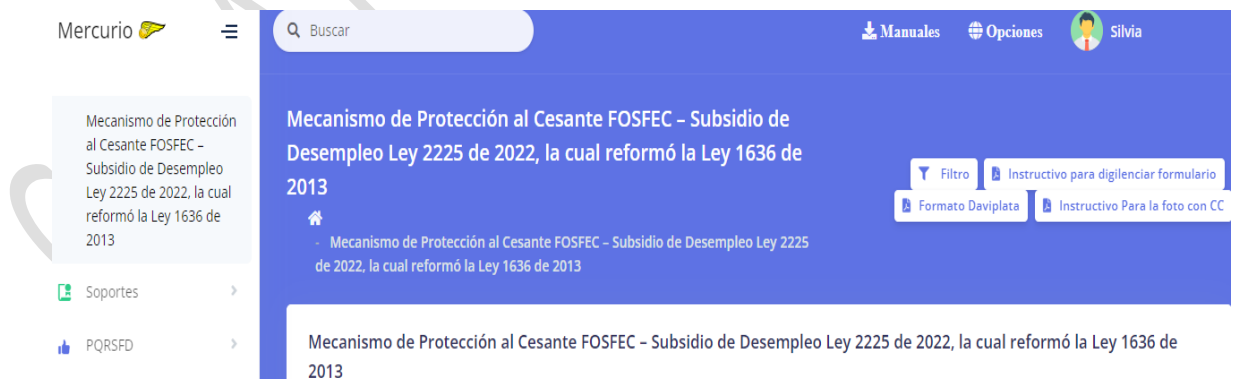 Mercurio
Buscar
Manuales
Opciones
Silvia
Mecanismo de Protección
al Cesante FOSFEC –
Subsidio de Desempleo
Ley 2225 de 2022, la cual
reformó la Ley 1636 de
2013
Soportes
PQRSFD
Mecanismo de Protección al Cesante FOSFEC – Subsidio de
Desempleo Ley 2225 de 2022, la cual reformó la Ley 1636 de
2013
- Mecanismo de Protección al Cesante FOSFEC – Subsidio de Desempleo Ley 2225
de 2022, la cual reformó la Ley 1636 de 2013
Filtro
Instructivo para digilenciar formulario
Formato Daviplata
Instructivo Para la foto con CC
Mecanismo de Protección al Cesante FOSFEC – Subsidio de Desempleo Ley 2225 de 2022, la cual reformó la Ley 1636 de
2013